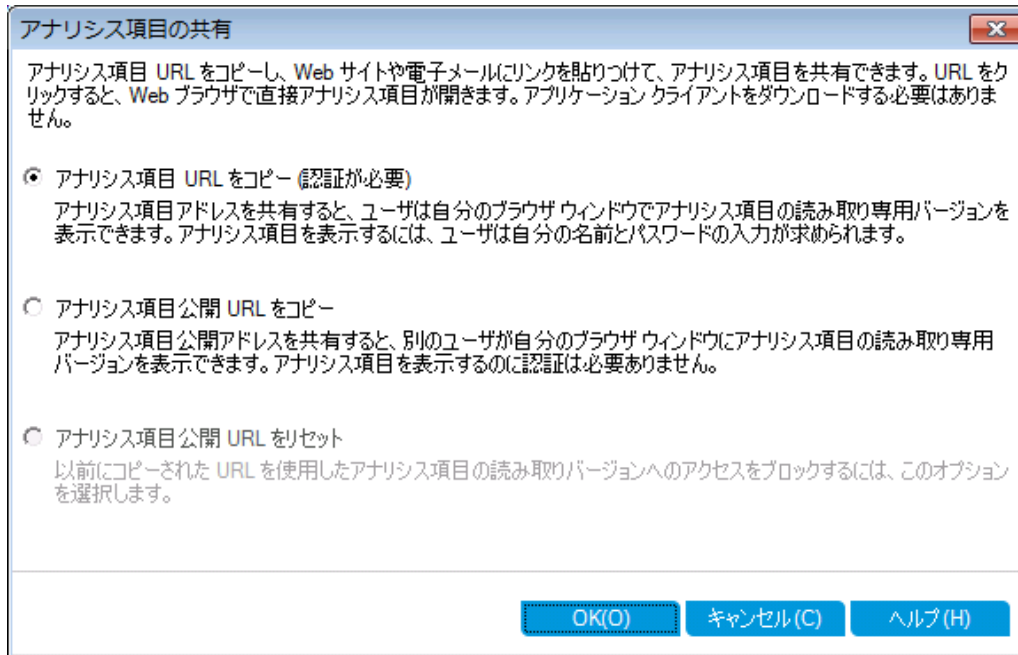 アナリシス項目の共有
アナリシス項目 URL をコピーし、Web サイトや電子メールにリンクを貼りつけて、アナリシス項目を共有できます。URL をク
リックすると、Web ブラウザで直接アナリシス項目が開きます。アプリケーション クライアントをダウンロードする必要はありま
せん。
アナリシス項目 URL をコピー (認証が必要)
アナリシス項目アドレスを共有すると、ユーザは自分のブラウザ ウィンドウでアナリシス項目の読み取り専用バージョンを
表示できます。アナリシス項目を表示するには、ユーザは自分の名前とパスワードの入力が求められます。
アナリシス項目公開 URL をコピー
アナリシス項目公開アドレスを共有すると、別のユーザが自分のブラウザ ウィンドウにアナリシス項目の読み取り専用
バージョンを表示できます。アナリシス項目を表示するのに認証は必要ありません。
アナリシス項目公開 URL をリセット
以前にコピーされた URL を使用したアナリシス項目の読み取りバージョンへのアクセスをブロックするには、このオプション
を選択します。
OK(O) キャンセル(C) ヘルプ(H)